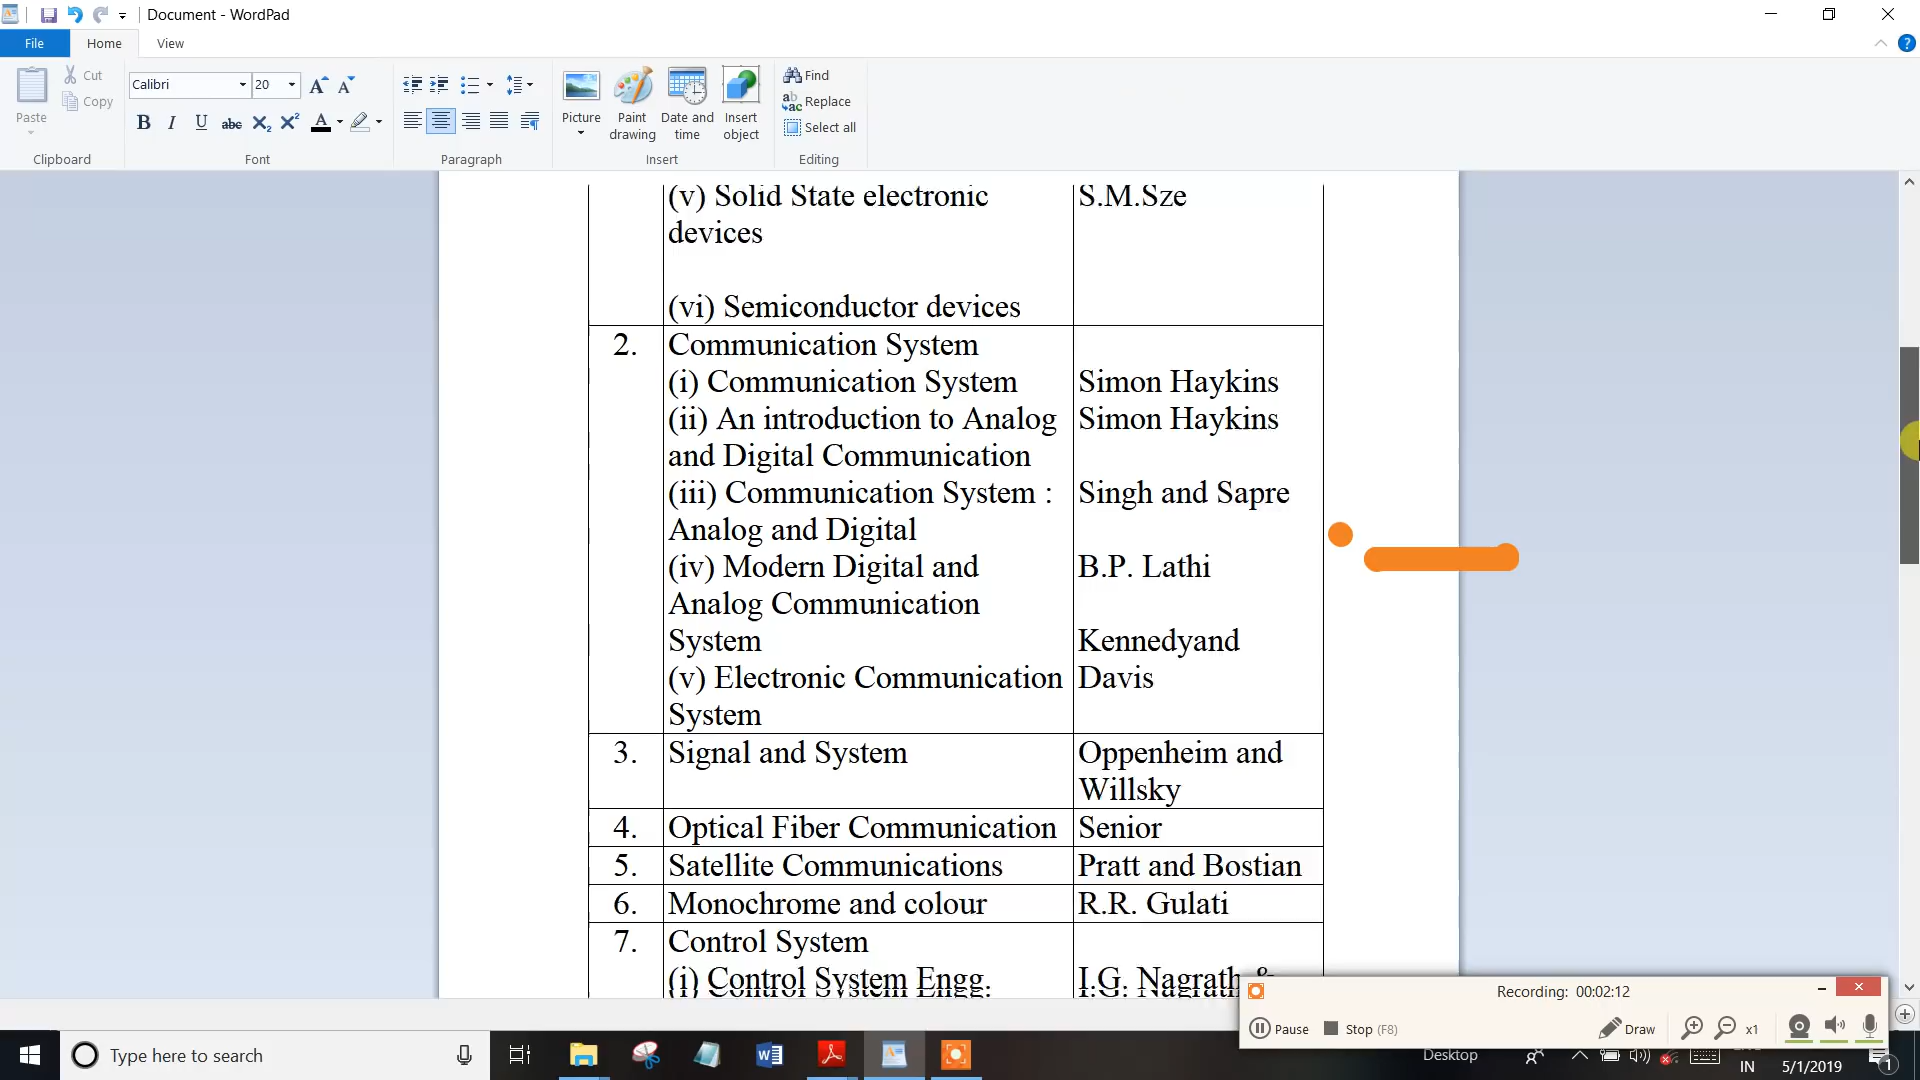 Document - WordPad
File Home View
Paste
Cut
Copy
Clipboard
Calibri 20
B I U abc X2 X2 A
Font
Paragraph
Picture
Paint drawing
Date and time
Insert object
Insert
Find
Replace
Select all
Editing
(v) Solid State electronic S.M.Sze
devices
(vi) Semiconductor devices
2. Communication System
(i) Communication System Simon Haykins
(ii) An introduction to Analog Simon Haykins
and Digital Communication
(iii) Communication System : Singh and Sapre
Analog and Digital
(iv) Modern Digital and B.P. Lathi
Analog Communication
System Kennedyand
(v) Electronic Communication Davis
System
3. Signal and System Oppenheim and
Willsky
4. Optical Fiber Communication Senior
5. Satellite Communications Pratt and Bostian
6. Monochrome and colour R.R. Gulati
7. Control System
(i) Control System Engg. I.G. Nagrath &
Recording: 00:02:12
Pause Stop (F8) Draw x1
Type here to search
Desktop
IN 5/1/2019 1